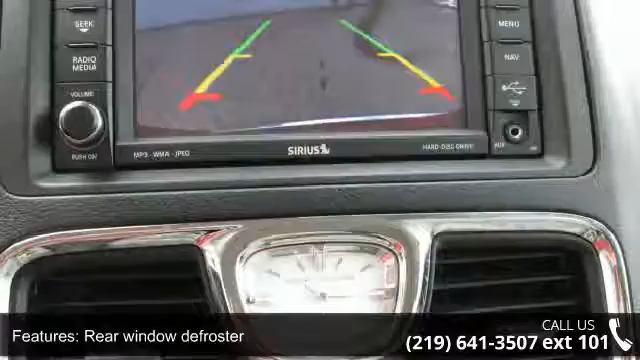 SEEK
MENU
RADIO
MEDIA
NAV
VOLUME
PUSH ON/
MP3 - WMA - JPEG
SIRIUS
HARD DISC DRIVE
AUX
Features: Rear window defroster
CALL US
(219) 641-3507 ext 101